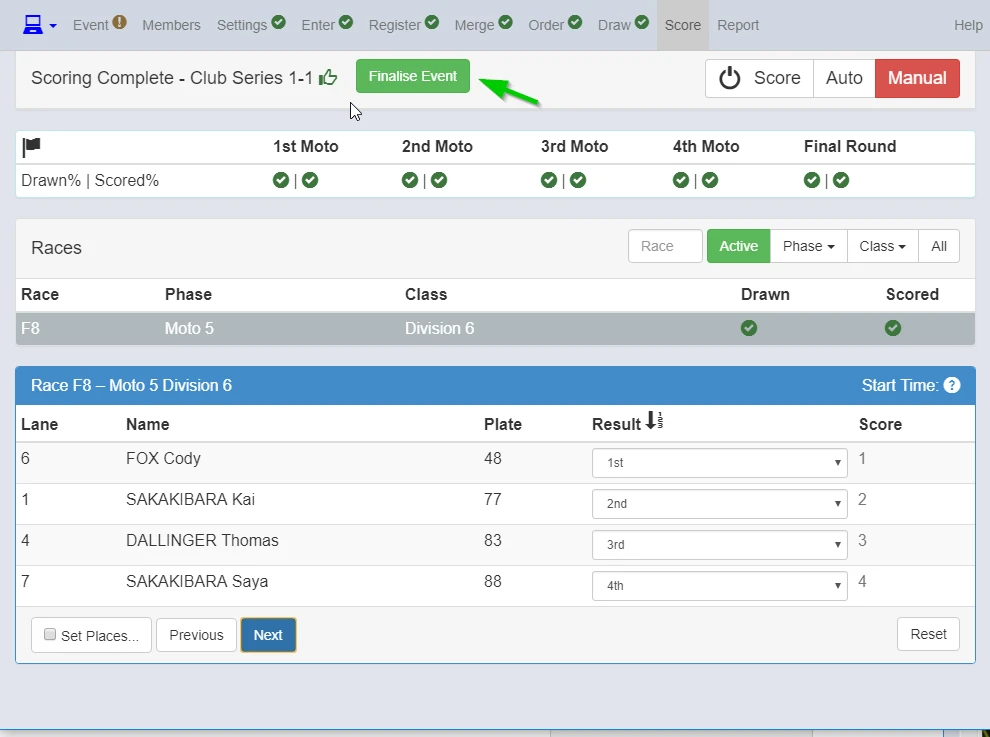 Event Members Settings Enter Register Merge Order Draw Score Report Help
Scoring Complete - Club Series 1-1 Finalise Event Score Auto Manual
1st Moto 2nd Moto 3rd Moto 4th Moto Final Round
Drawn% | Scored% | | | | |
Races Race Active Phase Class All
Race Phase Class Drawn Scored
F8 Moto 5 Division 6
Race F8 – Moto 5 Division 6 Start Time:
Lane Name Plate Result Score
6 FOX Cody 48 1st 1
1 SAKAKIBARA Kai 77 2nd 2
4 DALLINGER Thomas 83 3rd 3
7 SAKAKIBARA Saya 88 4th 4
Set Places... Previous Next Reset